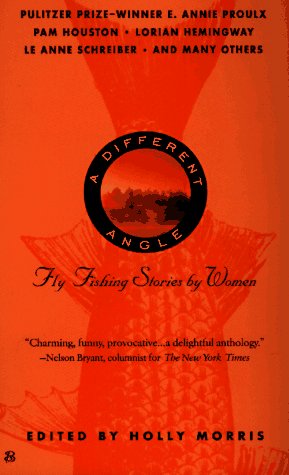 PULITZER PRIZE–WINNER E. ANNIE PROULX
PAM HOUSTON • LORIAN HEMINGWAY
LE ANNE SCHREIBER • AND MANY OTHERS
A DIFFERENT
ANGLE
Fly Fishing Stories by Women
“Charming, funny, provocative...a delightful anthology.”
—Nelson Bryant, columnist for The New York Times
EDITED BY HOLLY MORRIS
B